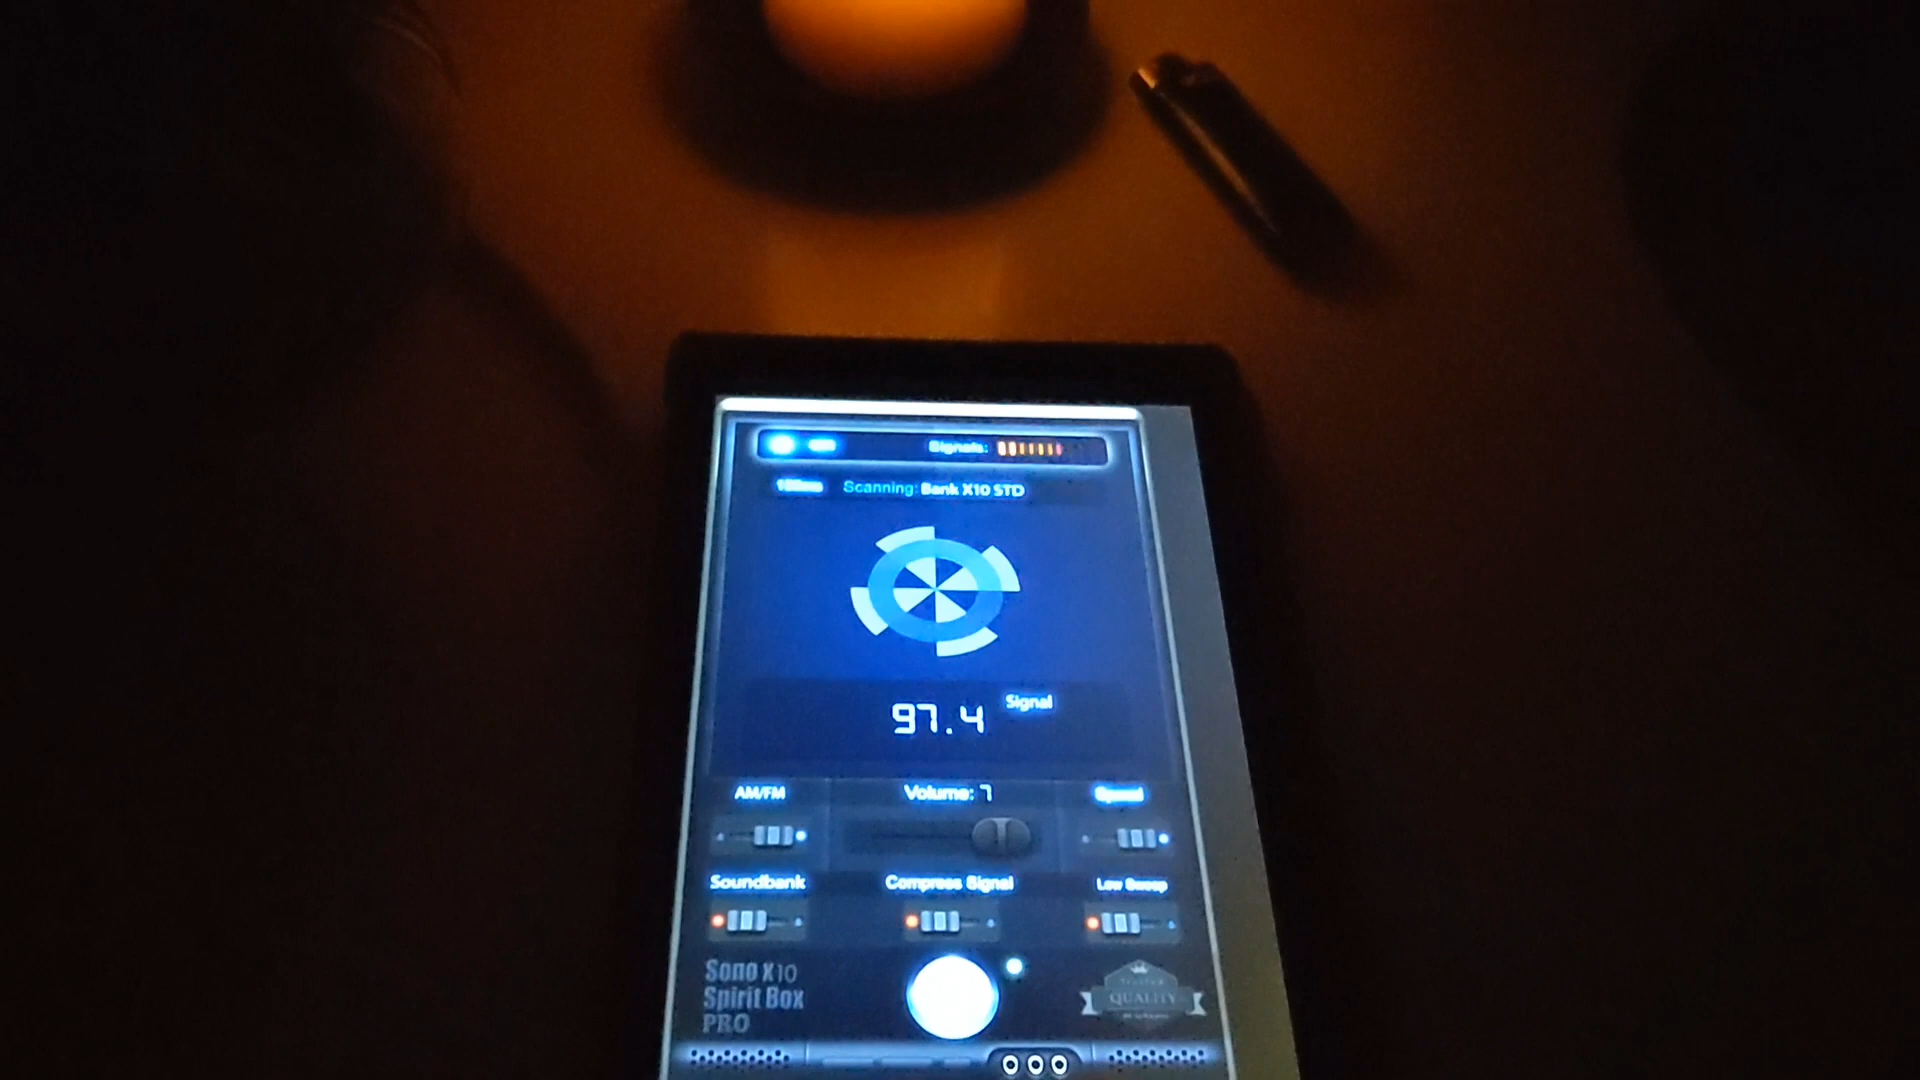 Signals:
Scanning: Bank X10 STD
Signal
97.4
AM/FM
Volume: 7
Speed
Soundbank
Compress Signal
Low Sweep
Sono X10
Spirit Box
PRO
QUALITY